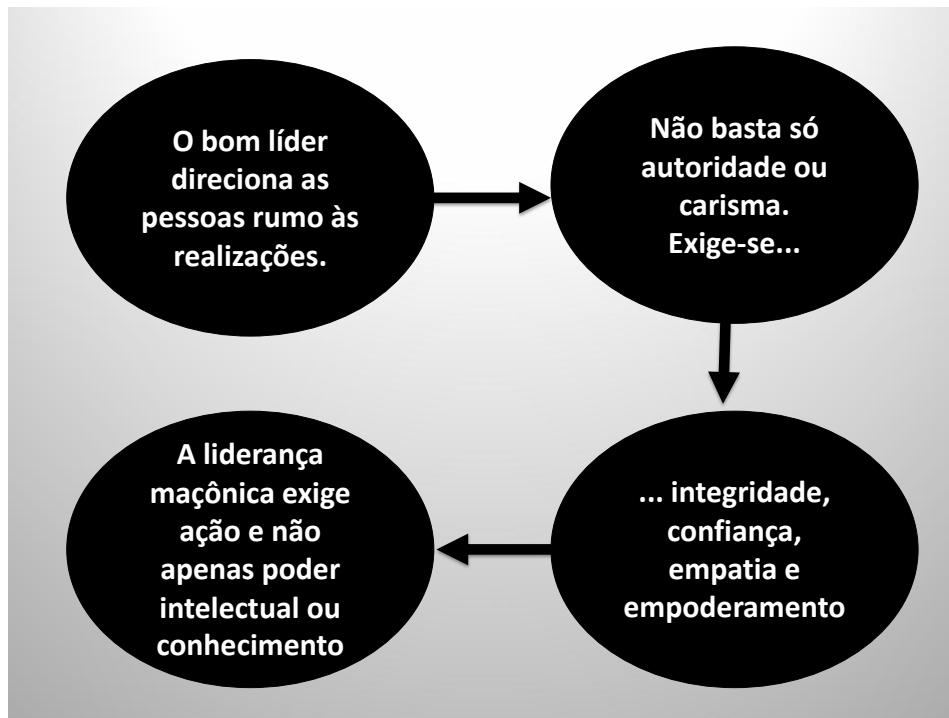 O bom líder
direciona as
pessoas rumo às
realizações.
Não basta só
autoridade ou
carisma.
Exige-se...
... integridade,
confiança,
empatia e
empoderamento
A liderança
maçônica exige
ação e não
apenas poder
intelectual ou
conhecimento